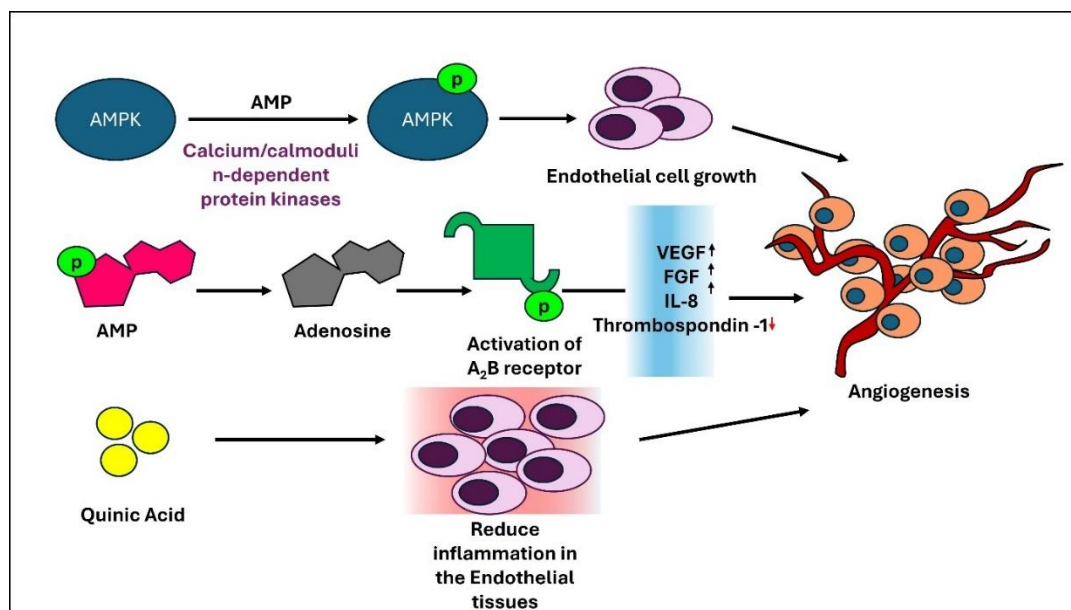 AMPK
AMP
Calcium/calmoduli
n-dependent
protein kinases
p
AMPK
Endothelial cell growth
p
AMP
Adenosine
p
Activation of
A₂B receptor
VEGF↑
FGF↑
IL-8↑
Thrombospondin -1↓
Angiogenesis
Quinic Acid
Reduce
inflammation in
the Endothelial
tissues